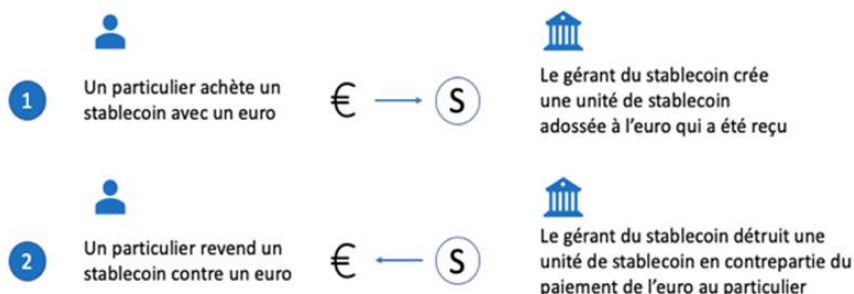 1
Un particulier achète un
stablecoin avec un euro
€ → S
Le gérant du stablecoin crée
une unité de stablecoin
adossée à l'euro qui a été reçu
2
Un particulier revend un
stablecoin contre un euro
€ ← S
Le gérant du stablecoin détruit une
unité de stablecoin en contrepartie du
paiement de l'euro au particulier